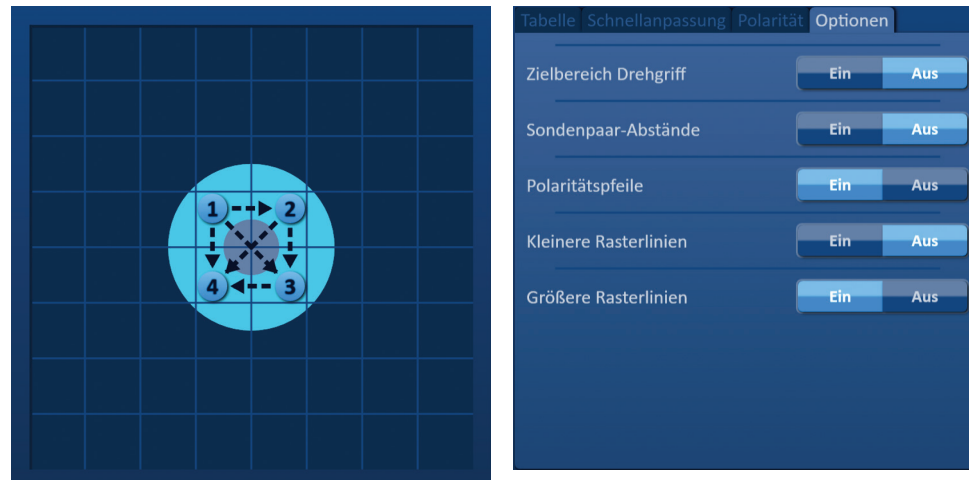 1 2
4 3
Tabelle Schnellanpassung Polarität Optionen
Zielbereich Drehgriff Ein Aus
Sondenpaar-Abstände Ein Aus
Polaritätspfeile Ein Aus
Kleinere Rasterlinien Ein Aus
Größere Rasterlinien Ein Aus